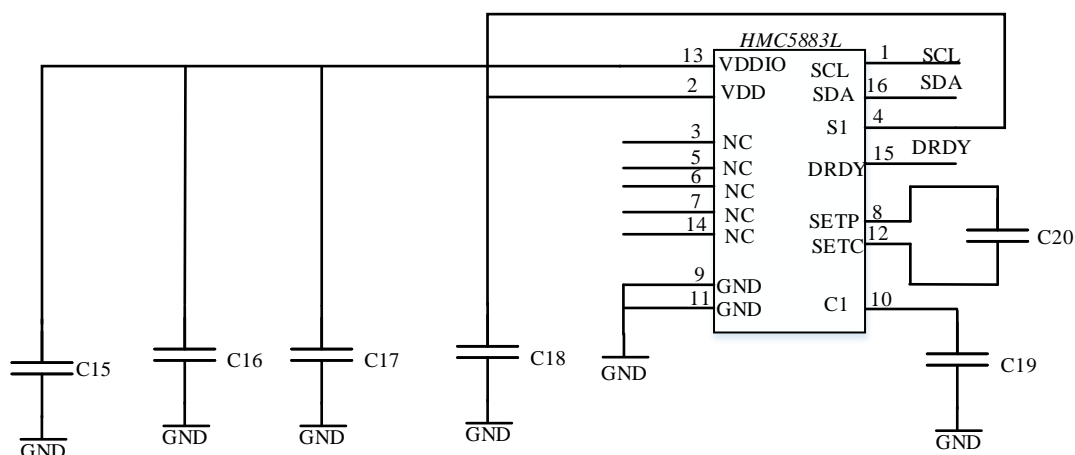 HMC5883L
13 VDDIO SCL 1 SCL
2 VDD SDA 16 SDA
S1 4
3 NC
DRDY 15 DRDY
5 NC
6 NC
7 NC
SETP 8
14 NC
SETC 12
C20
9 GND
11 GND
C1 10
C15
C16
C17
C18
GND
C19
GND
GND
GND
GND
GND